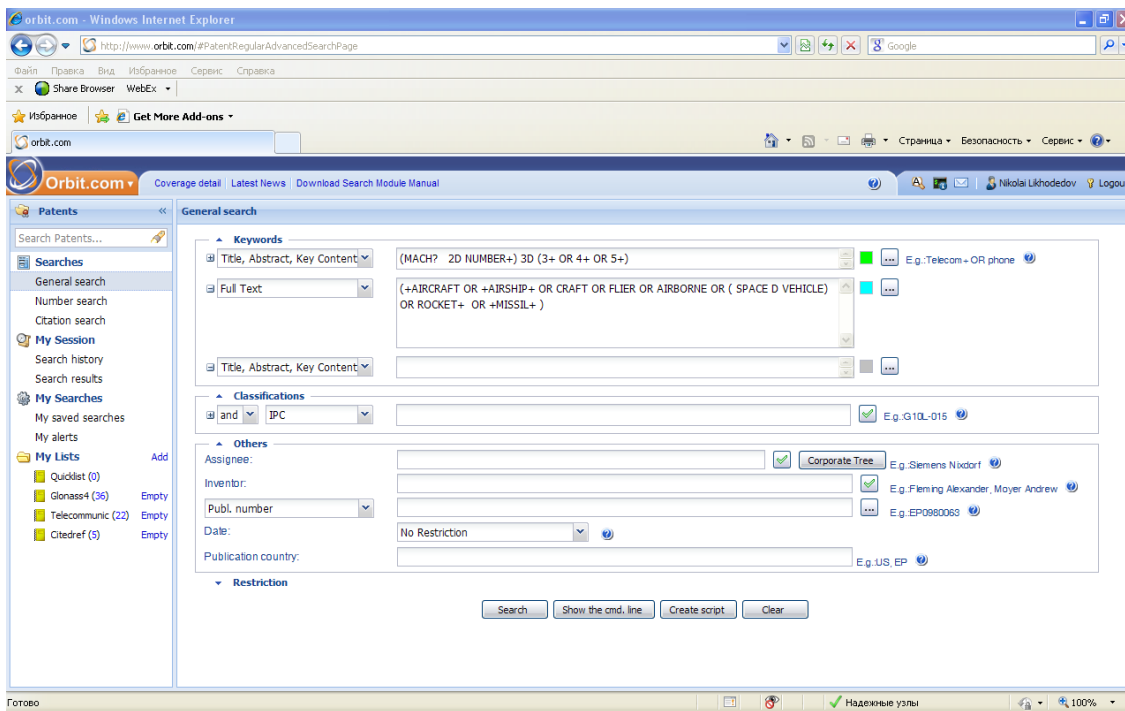 orbit.com - Windows Internet Explorer
http://www.orbit.com/#PatentRegularAdvancedSearchPage
Google
Файл Правка Вид Избранное Сервис Справка
x Share Browser WebEx
Избранное Get More Add-ons
orbit.com
Страница Безопасность Сервис
Orbit.com Coverage detail Latest News Download Search Module Manual Nikolai Likhodedov Logou
Patents
General search
Search Patents...
Searches
General search
Number search
Citation search
My Session
Search history
Search results
My Searches
My saved searches
My alerts
My Lists Add
Quicklist (0)
Glonass4 (36) Empty
Telecommunic (22) Empty
Citedref (5) Empty
Keywords
Title, Abstract, Key Content (MACH? 2D NUMBER+) 3D (3+ OR 4+ OR 5+) ... E.g.:Telecom+ OR phone
Full Text (+AIRCRAFT OR +AIRSHIP+ OR CRAFT OR FLIER OR AIRBORNE OR ( SPACE D VEHICLE) ...
OR ROCKET+ OR +MISSIL+ )
Title, Abstract, Key Content ...
Classifications
and IPC E.g.:G10L-015
Others
Assignee: Corporate Tree E.g.:Siemens Nixdorf
Inventor: E.g.:Fleming Alexander, Moyer Andrew
Publ. number ... E.g.:EP0980063
Date: No Restriction
Publication country: E.g.:US, EP
Restriction
Search Show the cmd. line Create script Clear
Готово Надежные узлы 100%